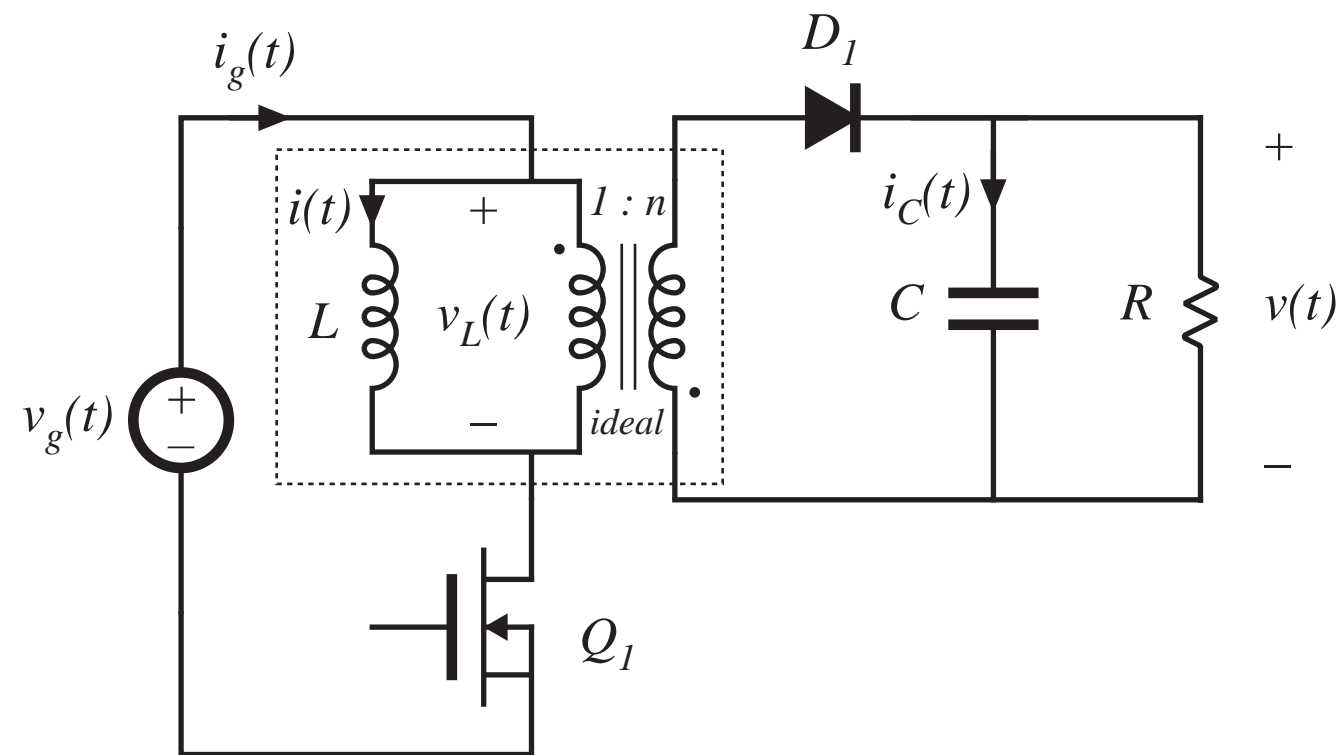 i_g(t)
D_1
i(t)
+
1 : n
i_C(t)
+
L
v_L(t)
C
R
v(t)
v_g(t)
+
−
−
ideal
−
Q_1